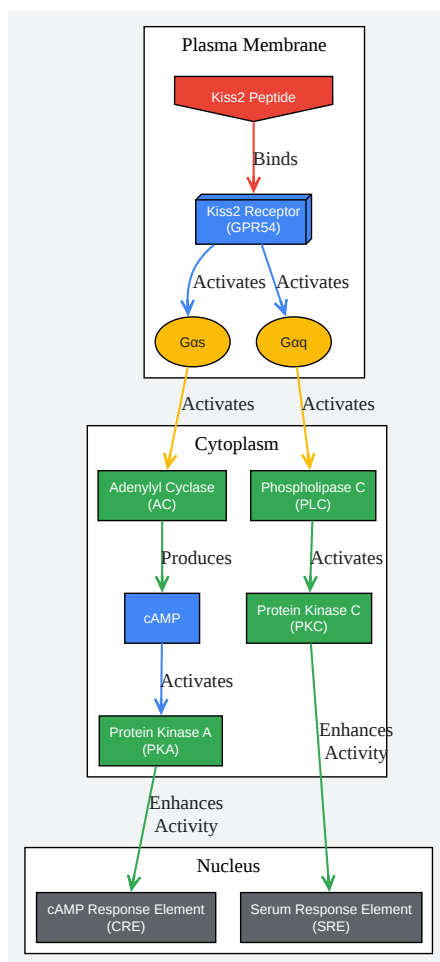 Plasma Membrane
Kiss2 Peptide
Binds
Kiss2 Receptor
(GPR54)
Activates
Activates
Gαs
Gαq
Activates
Activates
Cytoplasm
Adenylyl Cyclase
(AC)
Phospholipase C
(PLC)
Produces
Activates
cAMP
Protein Kinase C
(PKC)
Activates
Protein Kinase A
(PKA)
Enhances
Activity
Enhances
Activity
Nucleus
cAMP Response Element
(CRE)
Serum Response Element
(SRE)